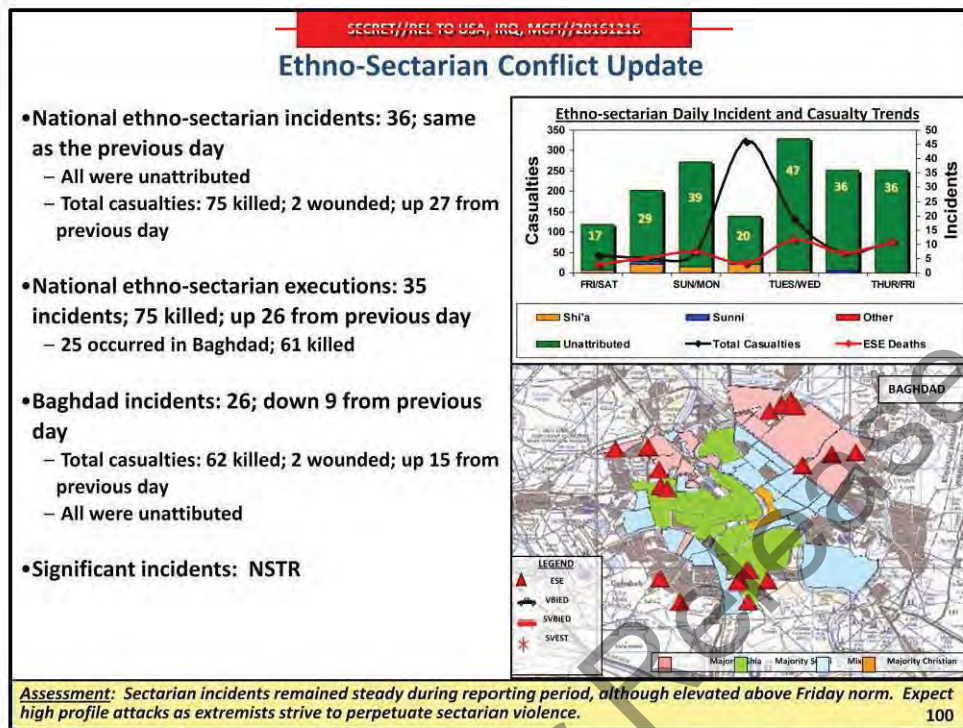 SECRET//REL TO USA, IRQ, MCFI//20161216
Ethno-Sectarian Conflict Update
•National ethno-sectarian incidents: 36; same
as the previous day
– All were unattributed
– Total casualties: 75 killed; 2 wounded; up 27 from
previous day
•National ethno-sectarian executions: 35
incidents; 75 killed; up 26 from previous day
– 25 occurred in Baghdad; 61 killed
•Baghdad incidents: 26; down 9 from previous
day
– Total casualties: 62 killed; 2 wounded; up 15 from
previous day
– All were unattibuted
•Significant incidents: NSTR
Ethno-sectarian Daily Incident and Casualty Trends
350
300
250
200
150
100
50
0
Casualties
17
29
39
20
47
36
36
50
45
40
35
30
25
20
15
10
5
0
Incidents
FRI/SAT SUN/MON TUES/WED THUR/FRI
Shi'a Sunni Other
Unattributed Total Casualties ESE Deaths
BAGHDAD
LEGEND
ESE
VBIED
SVBIED
SVEST
Majority Christian
Release
Assessment: Sectarian incidents remained steady during reporting period, although elevated above Friday norm. Expect
high profile attacks as extremists strive to perpetuate sectarian violence.
100